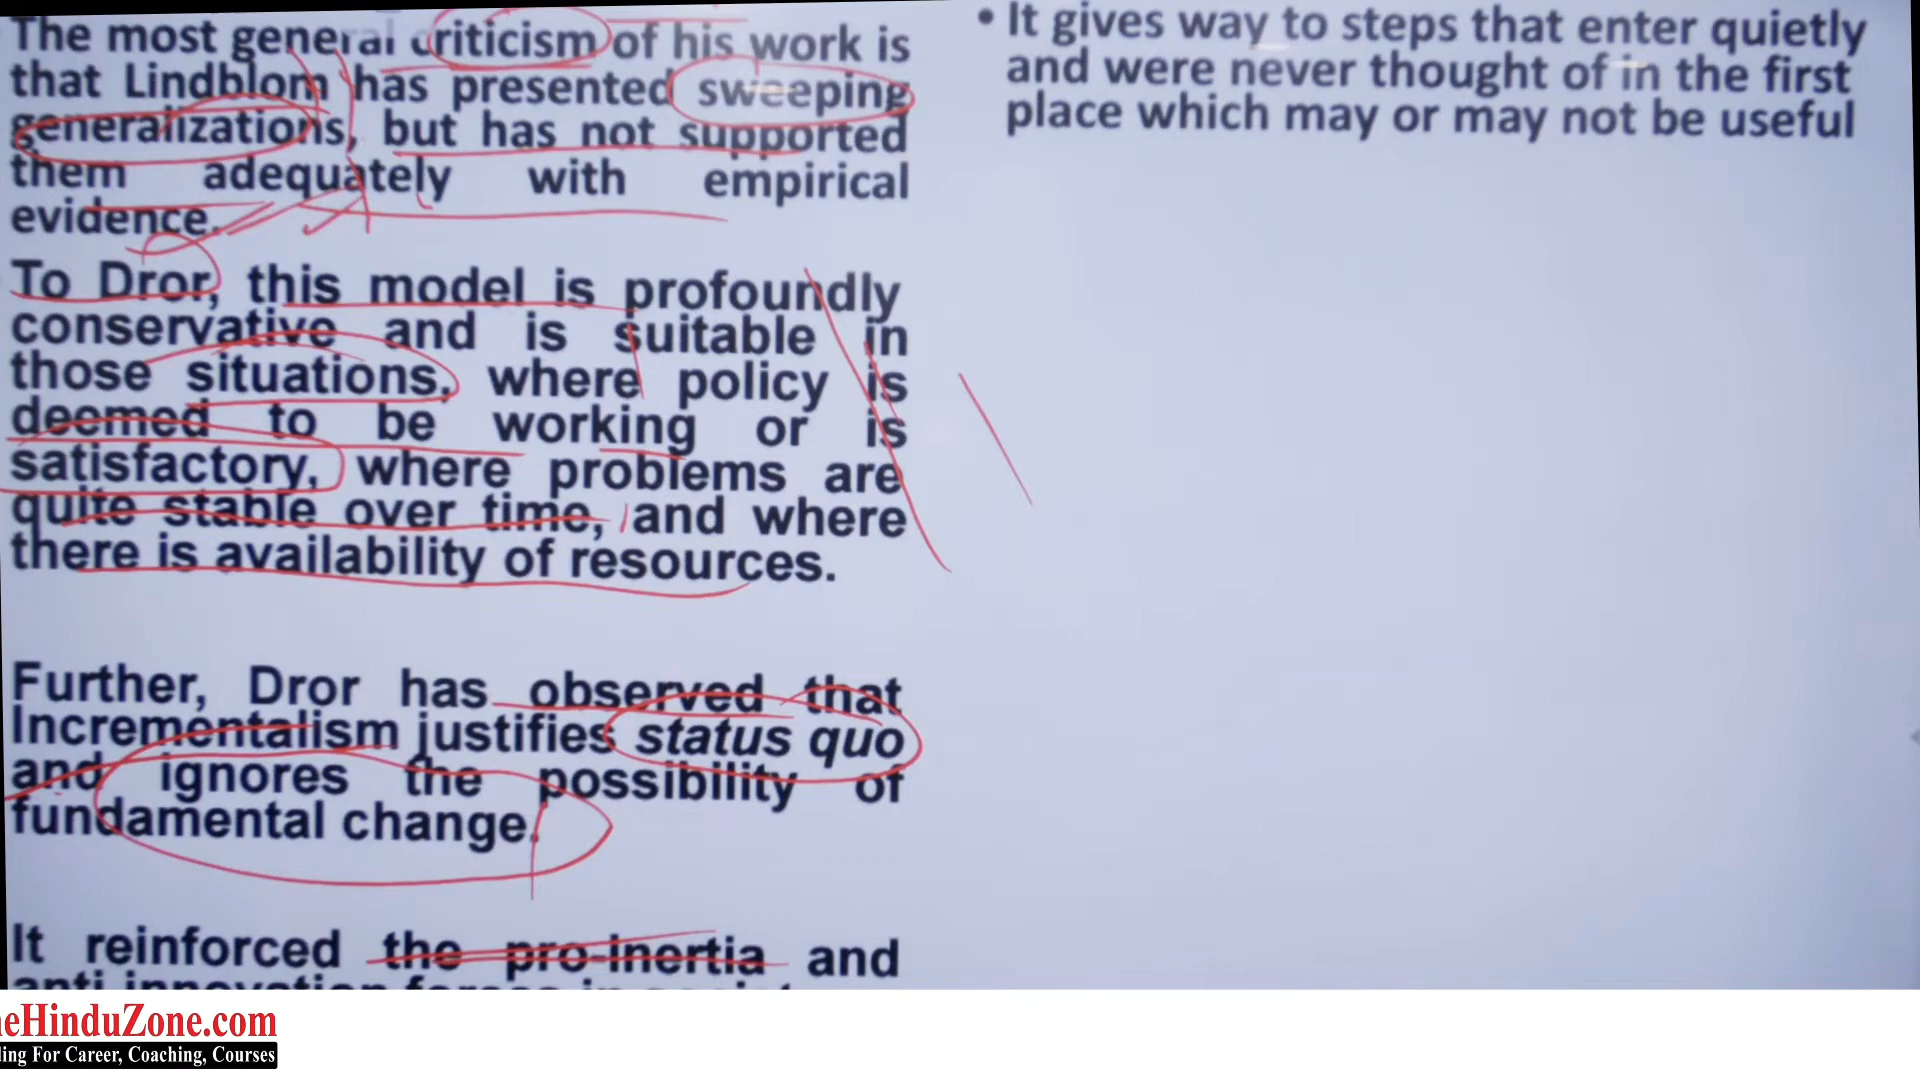 The most general criticism of his work is
that Lindblom has presented sweeping
generalizations, but has not supported
them adequately with empirical
evidence.
To Dror, this model is profoundly
conservative and is suitable in
those situations, where policy is
deemed to be working or is
satisfactory, where problems are
quite stable over time, and where
there is availability of resources.
Further, Dror has observed that
Incrementalism justifies status quo
and ignores the possibility of
fundamental change.
It reinforced the pro-inertia and
anti innovation forces in
• It gives way to steps that enter quietly
and were never thought of in the first
place which may or may not be useful
eHinduZone.com
ling For Career, Coaching, Courses